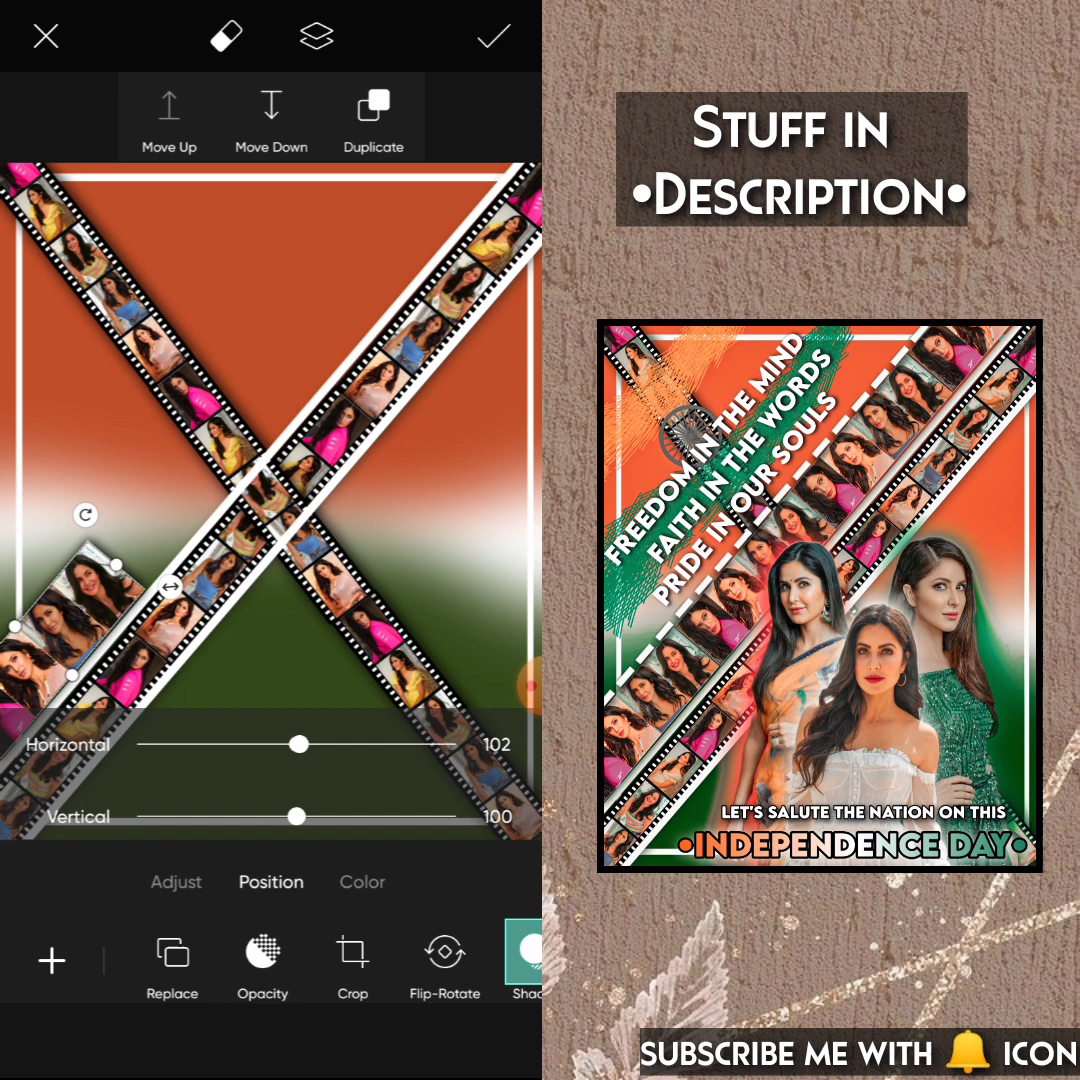 Move Up
Move Down
Duplicate
Horizontal
102
Vertical
100
Adjust
Position
Color
Replace
Opacity
Crop
Flip-Rotate
STUFF IN
•DESCRIPTION•
FREEDOM IN THE MIND
FAITH IN THE WORDS
PRIDE IN OUR SOULS
LET'S SALUTE THE NATION ON THIS
•INDEPENDENCE DAY•
SUBSCRIBE ME WITH 🔔 ICON